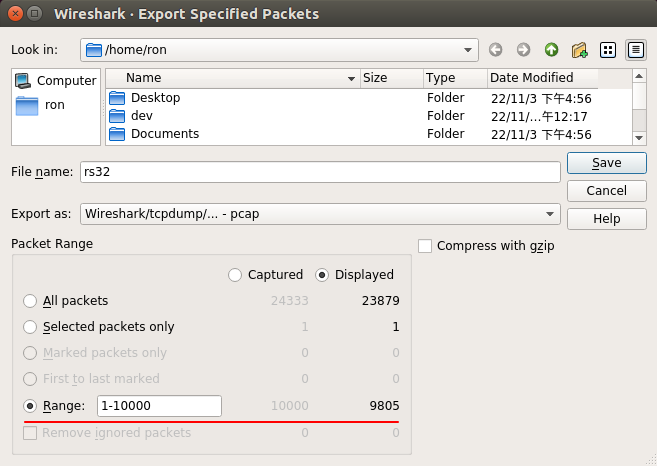 Wireshark · Export Specified Packets
Look in: /home/ron
Computer
ron
Name Size Type Date Modified
Desktop Folder 22/11/3 下午4:56
dev Folder 22/11/...午12:17
Documents Folder 22/11/3 下午4:56
File name: rs32
Save
Cancel
Export as: Wireshark/tcpdump/... - pcap
Help
Packet Range
Compress with gzip
Captured Displayed
All packets 24333 23879
Selected packets only 1 1
Marked packets only 0 0
First to last marked 0 0
Range: 1-10000 10000 9805
Remove ignored packets 0 0